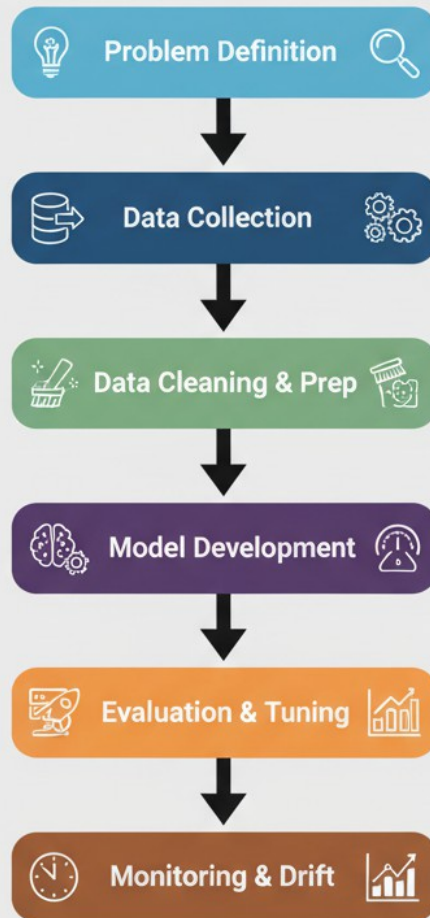 Problem Definition
Data Collection
Data Cleaning & Prep
Model Development
Evaluation & Tuning
Monitoring & Drift